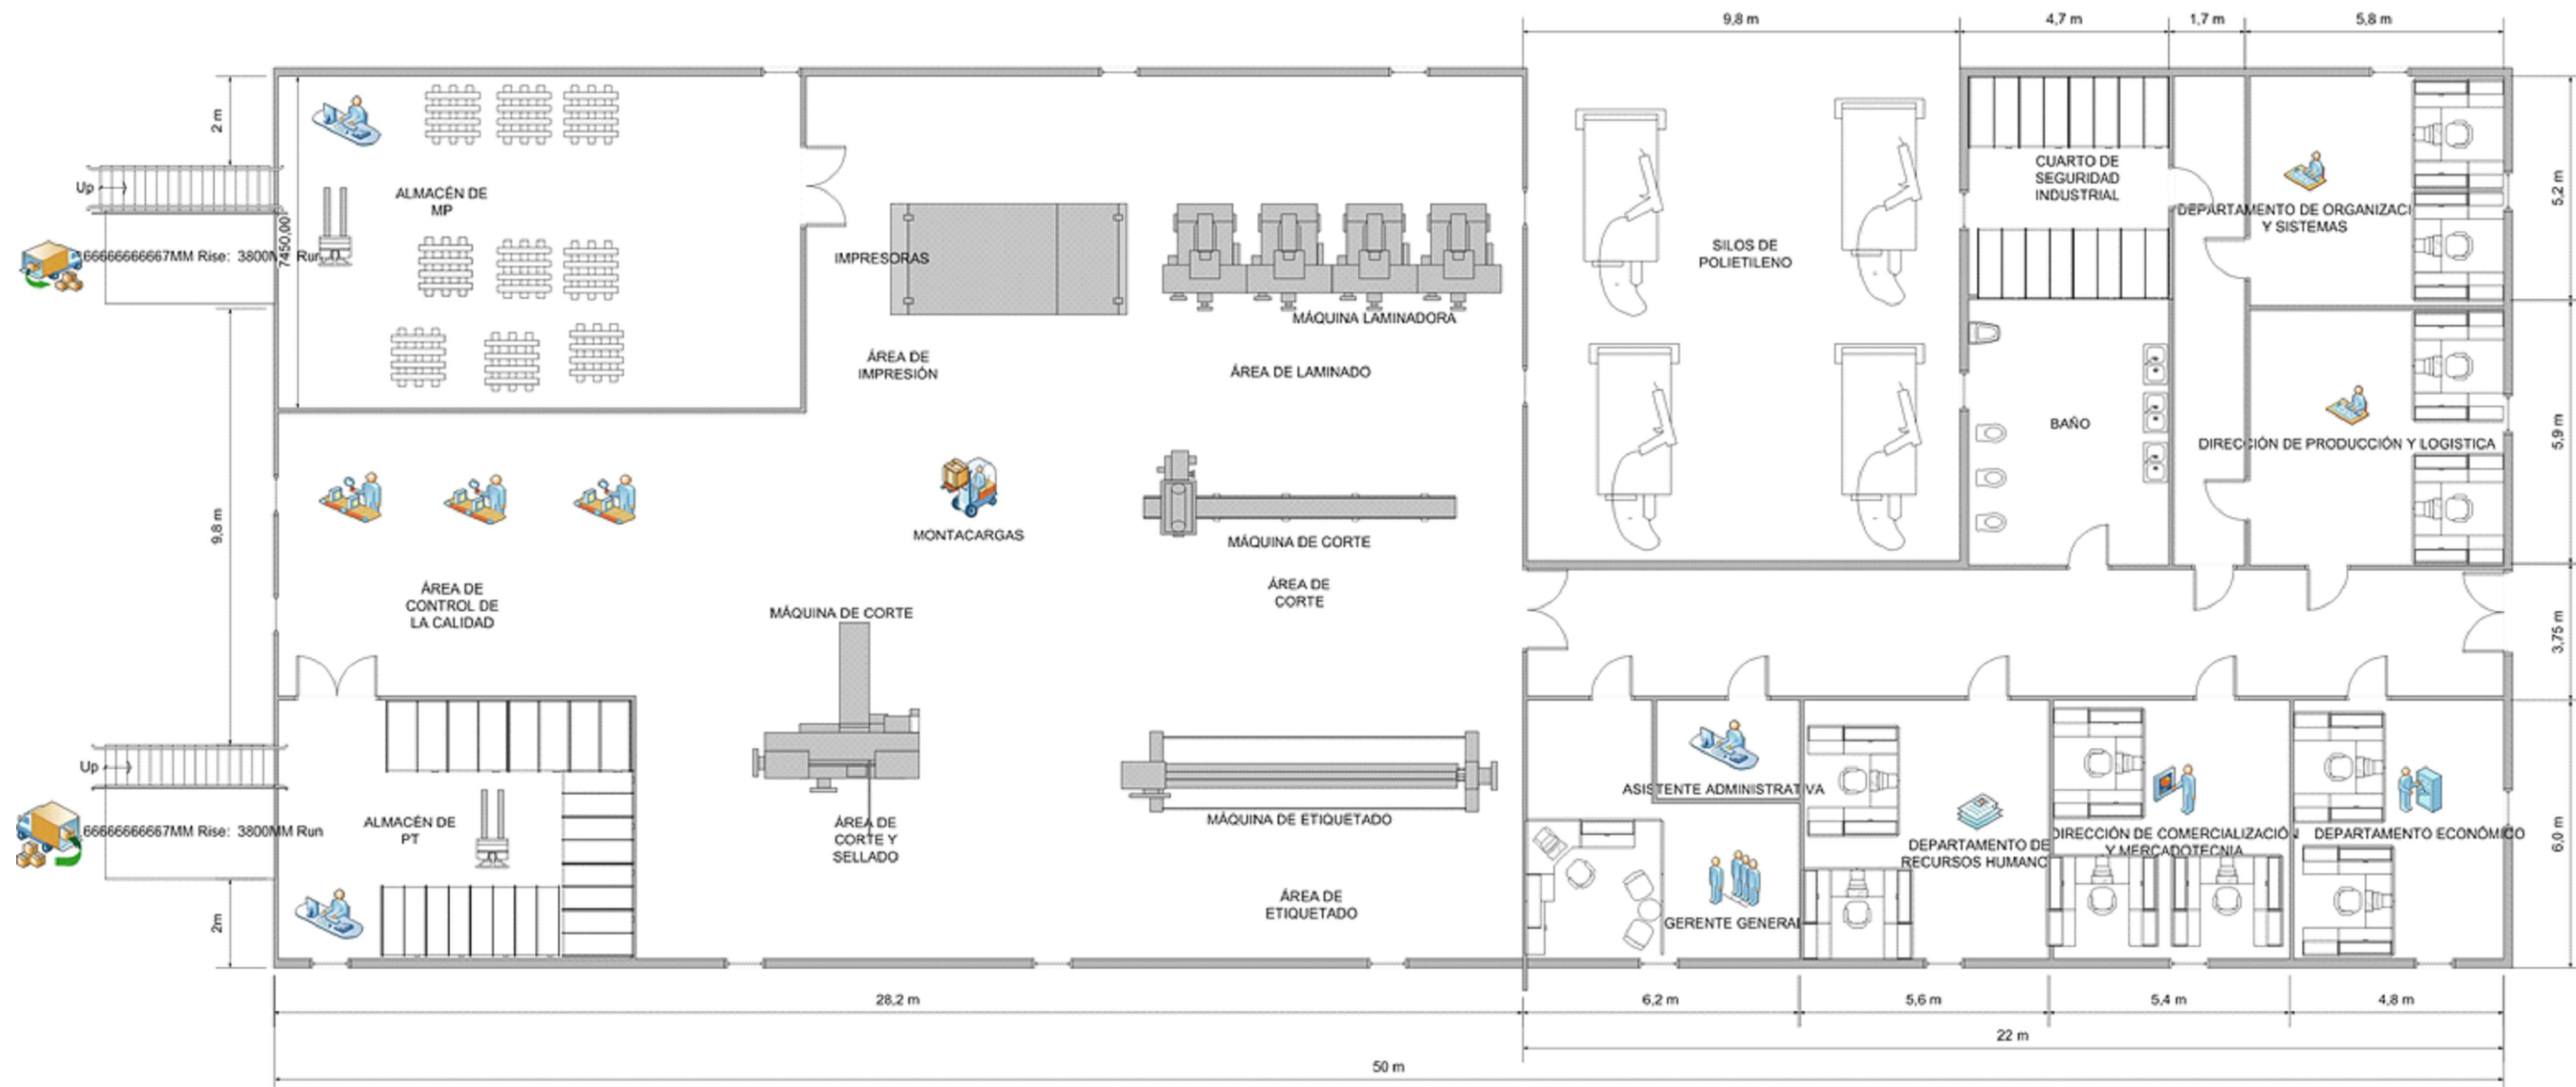 9,8 m
4,7 m
1,7 m
5,8 m
2 m
Up
66666666667MM Rise: 3800M
Run
7450,00
ALMACÉN DE
MP
IMPRESORAS
ÁREA DE
IMPRESIÓN
MÁQUINA LAMINADORA
ÁREA DE LAMINADO
SILOS DE
POLIETILENO
CUARTO DE
SEGURIDAD
INDUSTRIAL
DEPARTAMENTO DE ORGANIZACI
Y SISTEMAS
5,2 m
BAÑO
DIRECCIÓN DE PRODUCCIÓN Y LOGISTICA
5,9 m
9,8 m
MONTACARGAS
MÁQUINA DE CORTE
ÁREA DE
CORTE
ÁREA DE
CONTROL DE
LA CALIDAD
MÁQUINA DE CORTE
3,75 m
Up
66666666667MM Rise: 3800MM Run
ALMACÉN DE
PT
ÁREA DE
CORTE Y
SELLADO
MÁQUINA DE ETIQUETADO
ÁREA DE
ETIQUETADO
ASISTENTE ADMINISTRATIVA
GERENTE GENERAL
DEPARTAMENTO DE
RECURSOS HUMANO
DIRECCIÓN DE COMERCIALIZACIÓN
Y MERCADOTECNIA
DEPARTAMENTO ECONÓMICO
6,0 m
2m
28,2 m
6,2 m
5,6 m
5,4 m
4,8 m
22 m
50 m